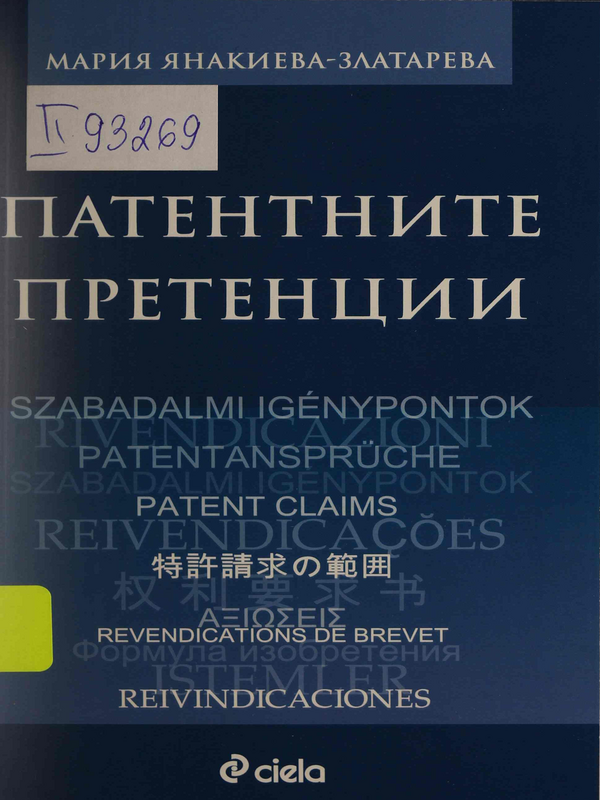 МАРИЯ ЯНАКИЕВА-ЗЛАТАРЕВА
II 93269
ПАТЕНТНИТЕ
ПРЕТЕНЦИИ
SZABADALMI IGÉNYPONTOK
RIVENDICAZIONI
PATENTANSPRÜCHE
SZABADALMI IGÉNYPONTOK
PATENT CLAIMS
REIVENDICAÇÕES
特許請求の範囲
权利要求书
ΑΞΙΩΣΕΙΣ
REVENDICATIONS DE BREVET
Формула изобретения
ISTEMLER
REIVINDICACIONES
ciela